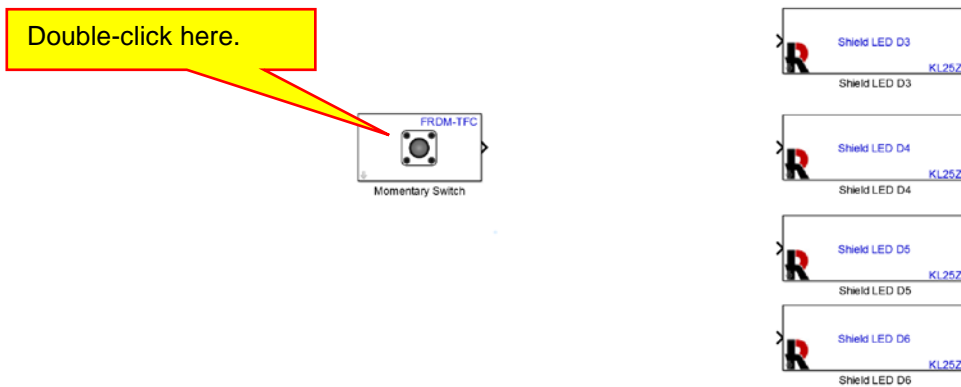 Double-click here.
FRDM-TFC
Momentary Switch
Shield LED D3
KL25Z
Shield LED D3
Shield LED D4
KL25Z
Shield LED D4
Shield LED D5
KL25Z
Shield LED D5
Shield LED D6
KL25Z
Shield LED D6